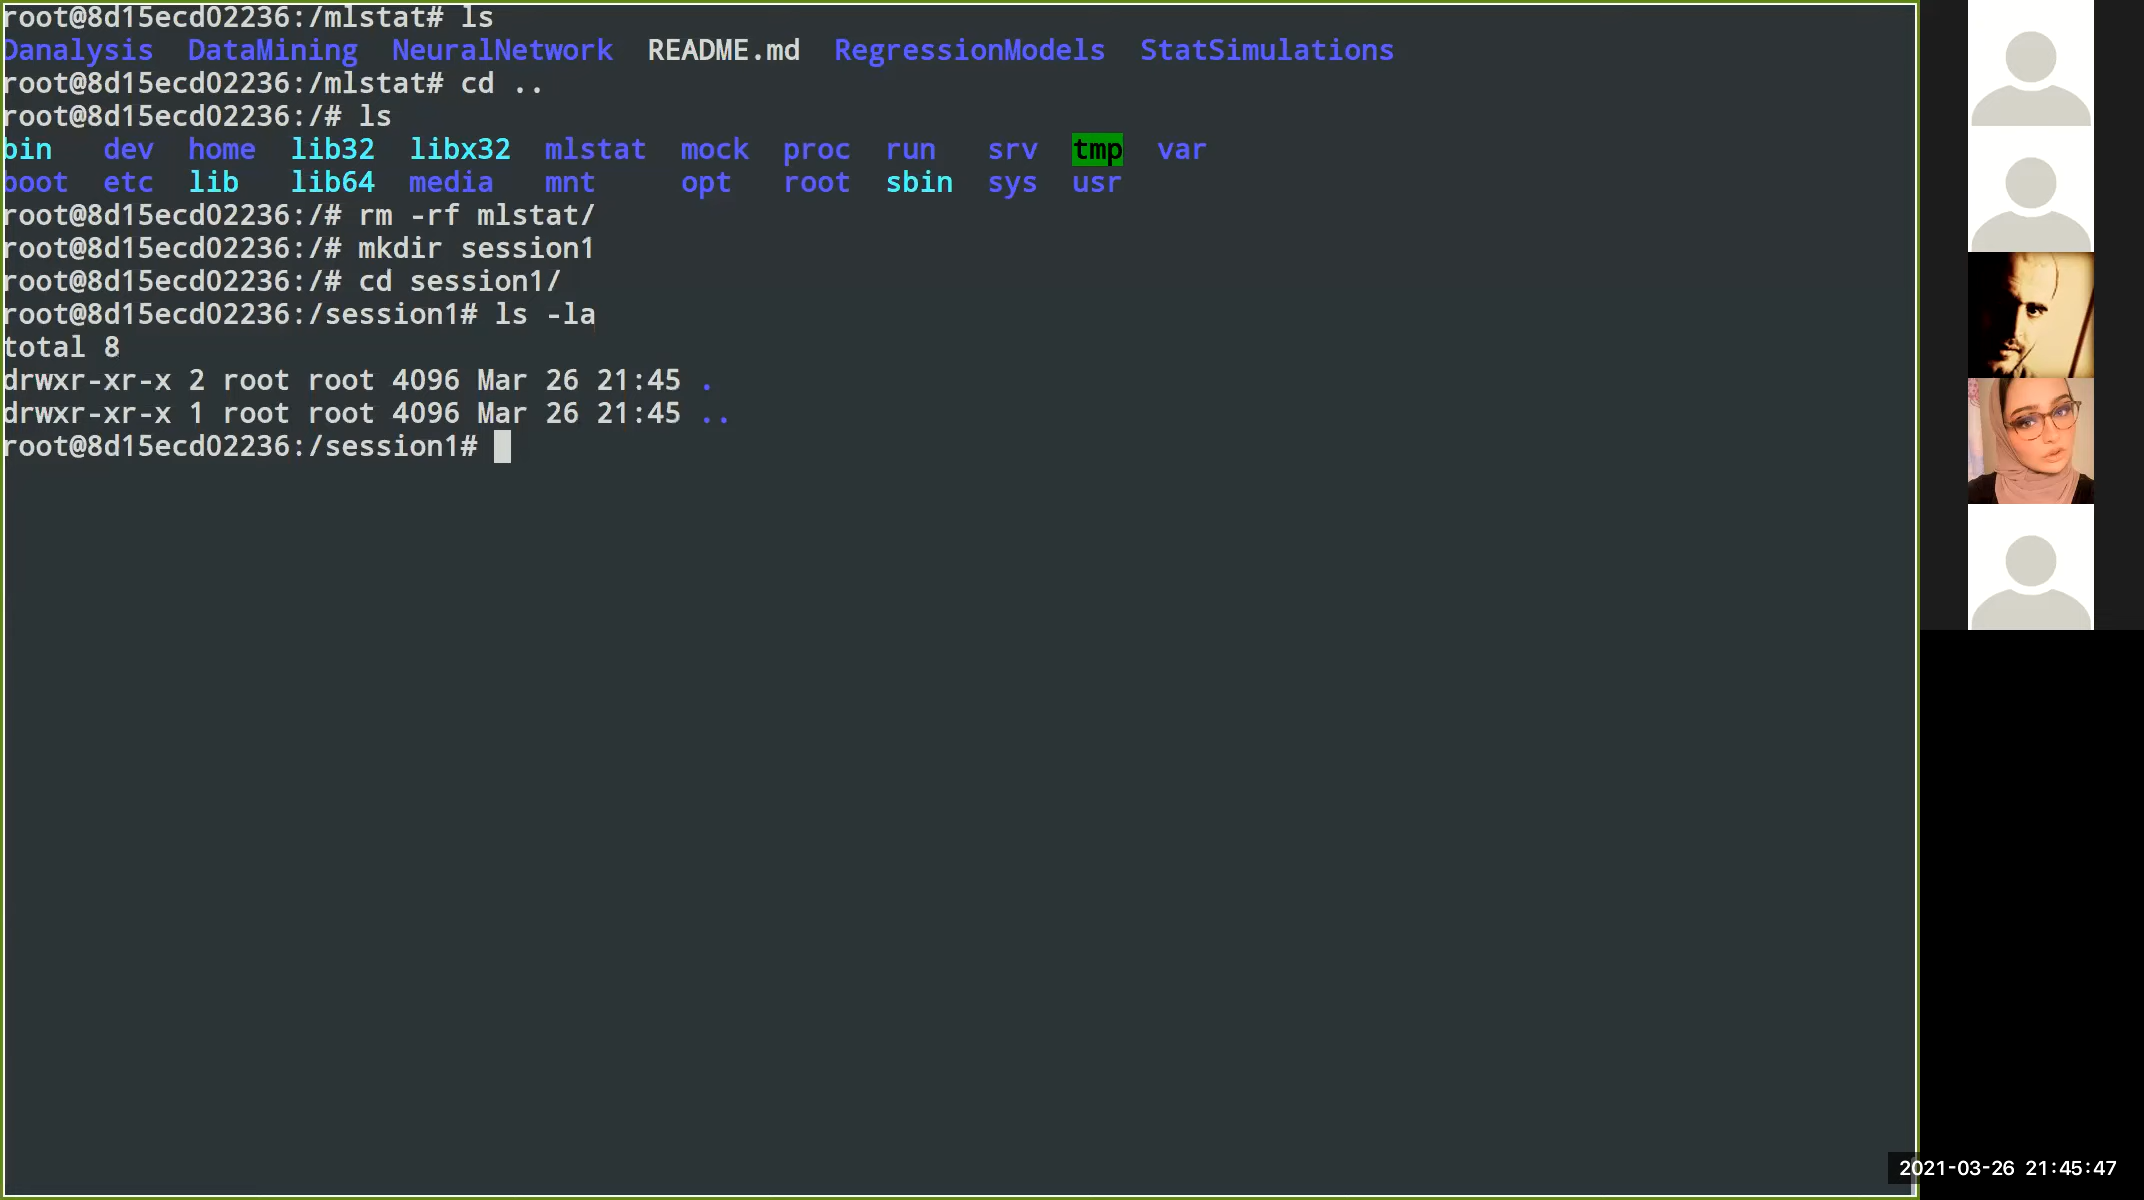 root@8d15ecd02236:/mlstat# ls
Danalysis  DataMining  NeuralNetwork  README.md  RegressionModels  StatSimulations
root@8d15ecd02236:/mlstat# cd ..
root@8d15ecd02236:/# ls
bin   dev  home  lib32  libx32  mlstat  mock  proc  run   srv  tmp  var
boot  etc  lib   lib64  media   mnt     opt   root  sbin  sys  usr
root@8d15ecd02236:/# rm -rf mlstat/
root@8d15ecd02236:/# mkdir session1
root@8d15ecd02236:/# cd session1/
root@8d15ecd02236:/session1# ls -la
total 8
drwxr-xr-x 2 root root 4096 Mar 26 21:45 .
drwxr-xr-x 1 root root 4096 Mar 26 21:45 ..
root@8d15ecd02236:/session1#
2021-03-26 21:45:47